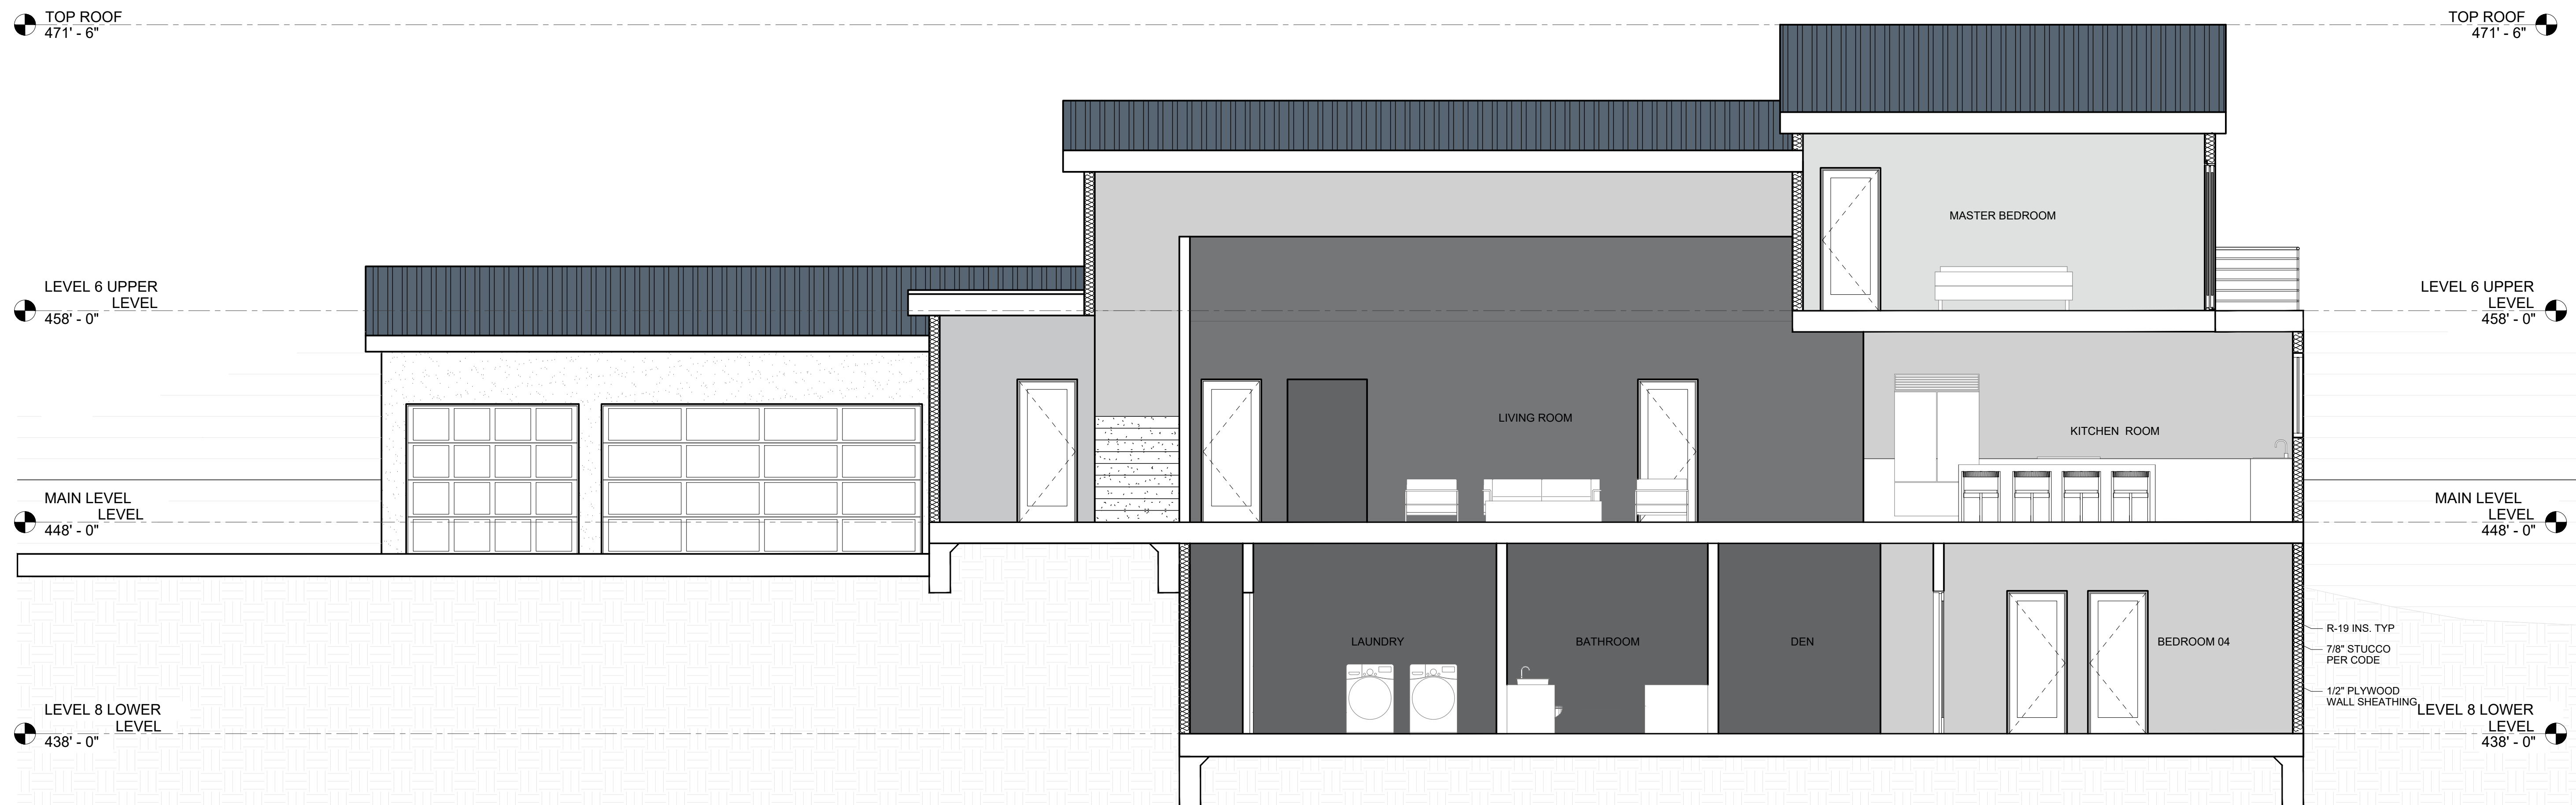 TOP ROOF
471' - 6"
TOP ROOF
471' - 6"
MASTER BEDROOM
LEVEL 6 UPPER
LEVEL
458' - 0"
LEVEL 6 UPPER
LEVEL
458' - 0"
LIVING ROOM
KITCHEN ROOM
MAIN LEVEL
LEVEL
448' - 0"
MAIN LEVEL
LEVEL
448' - 0"
LAUNDRY
BATHROOM
DEN
BEDROOM 04
R-19 INS. TYP
7/8" STUCCO
PER CODE
1/2" PLYWOOD
WALL SHEATHING
LEVEL 8 LOWER
LEVEL
438' - 0"
LEVEL 8 LOWER
LEVEL
438' - 0"